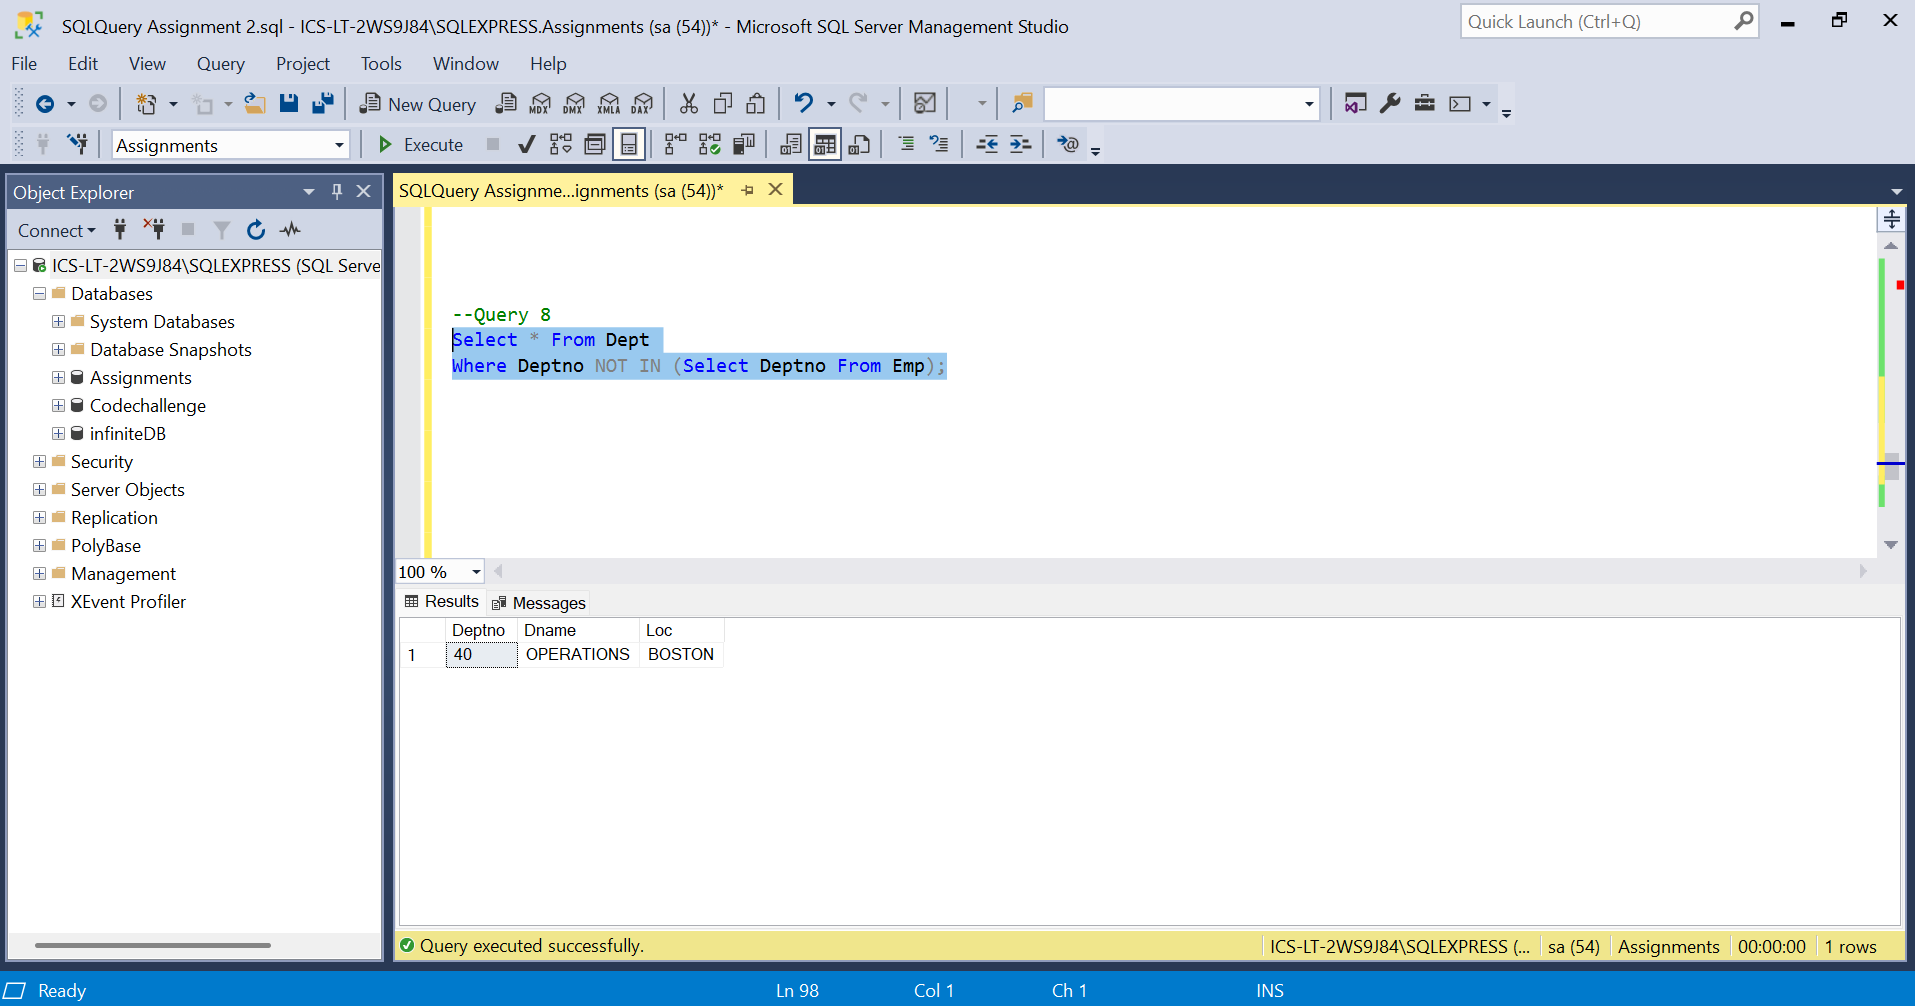 SQLQuery Assignment 2.sql - ICS-LT-2WS9J84\SQLEXPRESS.Assignments (sa (54))* - Microsoft SQL Server Management Studio
Quick Launch (Ctrl+Q)
File Edit View Query Project Tools Window Help
New Query MDX DMX XMLA DAX
Assignments Execute
Object Explorer
Connect
ICS-LT-2WS9J84\SQLEXPRESS (SQL Serve
Databases
System Databases
Database Snapshots
Assignments
Codechallenge
infiniteDB
Security
Server Objects
Replication
PolyBase
Management
XEvent Profiler
SQLQuery Assignme...ignments (sa (54))*
--Query 8
Select * From Dept
Where Deptno NOT IN (Select Deptno From Emp);
100 %
Results Messages
Deptno Dname Loc
1 40 OPERATIONS BOSTON
Query executed successfully. ICS-LT-2WS9J84\SQLEXPRESS (... sa (54) Assignments 00:00:00 1 rows
Ready Ln 98 Col 1 Ch 1 INS